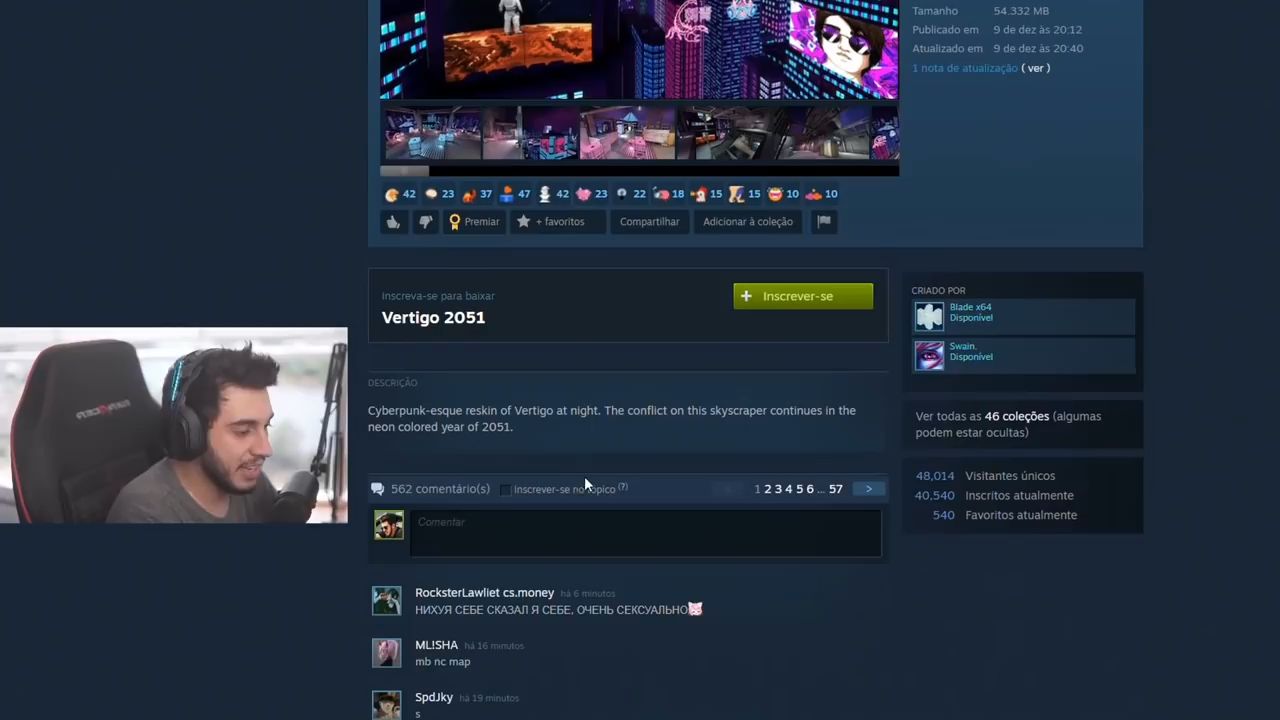 Tamanho 54.332 MB
Publicado em 9 de dez às 20:12
Atualizado em 9 de dez às 20:40
1 nota de atualização ( ver )
42 23 37 47 42 23 22 18 15 15 10 10
Premiar + favoritos Compartilhar Adicionar à coleção
Inscreva-se para baixar
Vertigo 2051
Inscrever-se
CRIADO POR
Blade x64
Disponível
Swain.
Disponível
DESCRIÇÃO
Cyberpunk-esque reskin of Vertigo at night. The conflict on this skyscraper continues in the
neon colored year of 2051.
Ver todas as 46 coleções (algumas
podem estar ocultas)
48,014 Visitantes únicos
40,540 Inscritos atualmente
540 Favoritos atualmente
562 comentário(s) Inscrever-se no tópico (?) 1 2 3 4 5 6 ... 57 >
Comentar
RocksterLawliet cs.money há 6 minutos
НИХУЯ СЕБЕ СКАЗАЛ Я СЕБЕ, ОЧЕНЬ СЕКСУАЛЬНО
ML!SHA há 16 minutos
mb nc map
SpdJky há 19 minutos
s